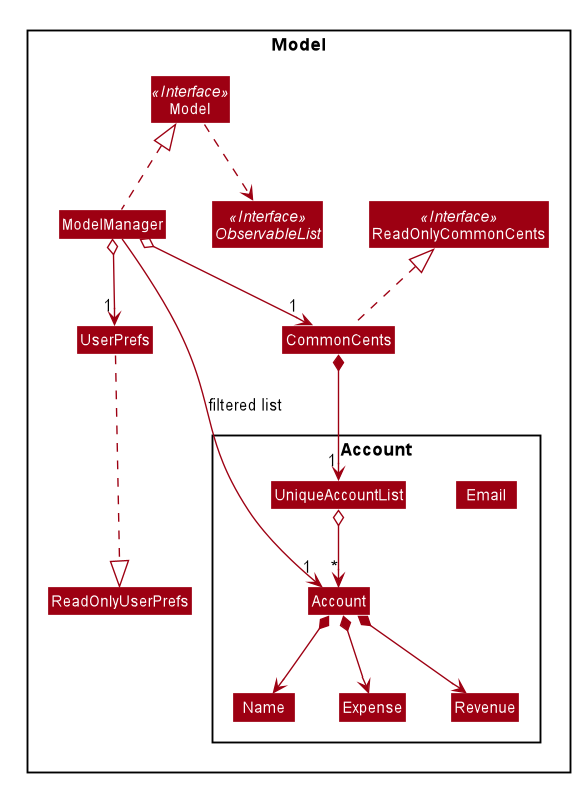 Model
«Interface»
Model
ModelManager
«Interface»
ObservableList
«Interface»
ReadOnlyCommonCents
1
1
UserPrefs
CommonCents
filtered list
Account
1
UniqueAccountList
Email
1
*
ReadOnlyUserPrefs
Account
Name
Expense
Revenue